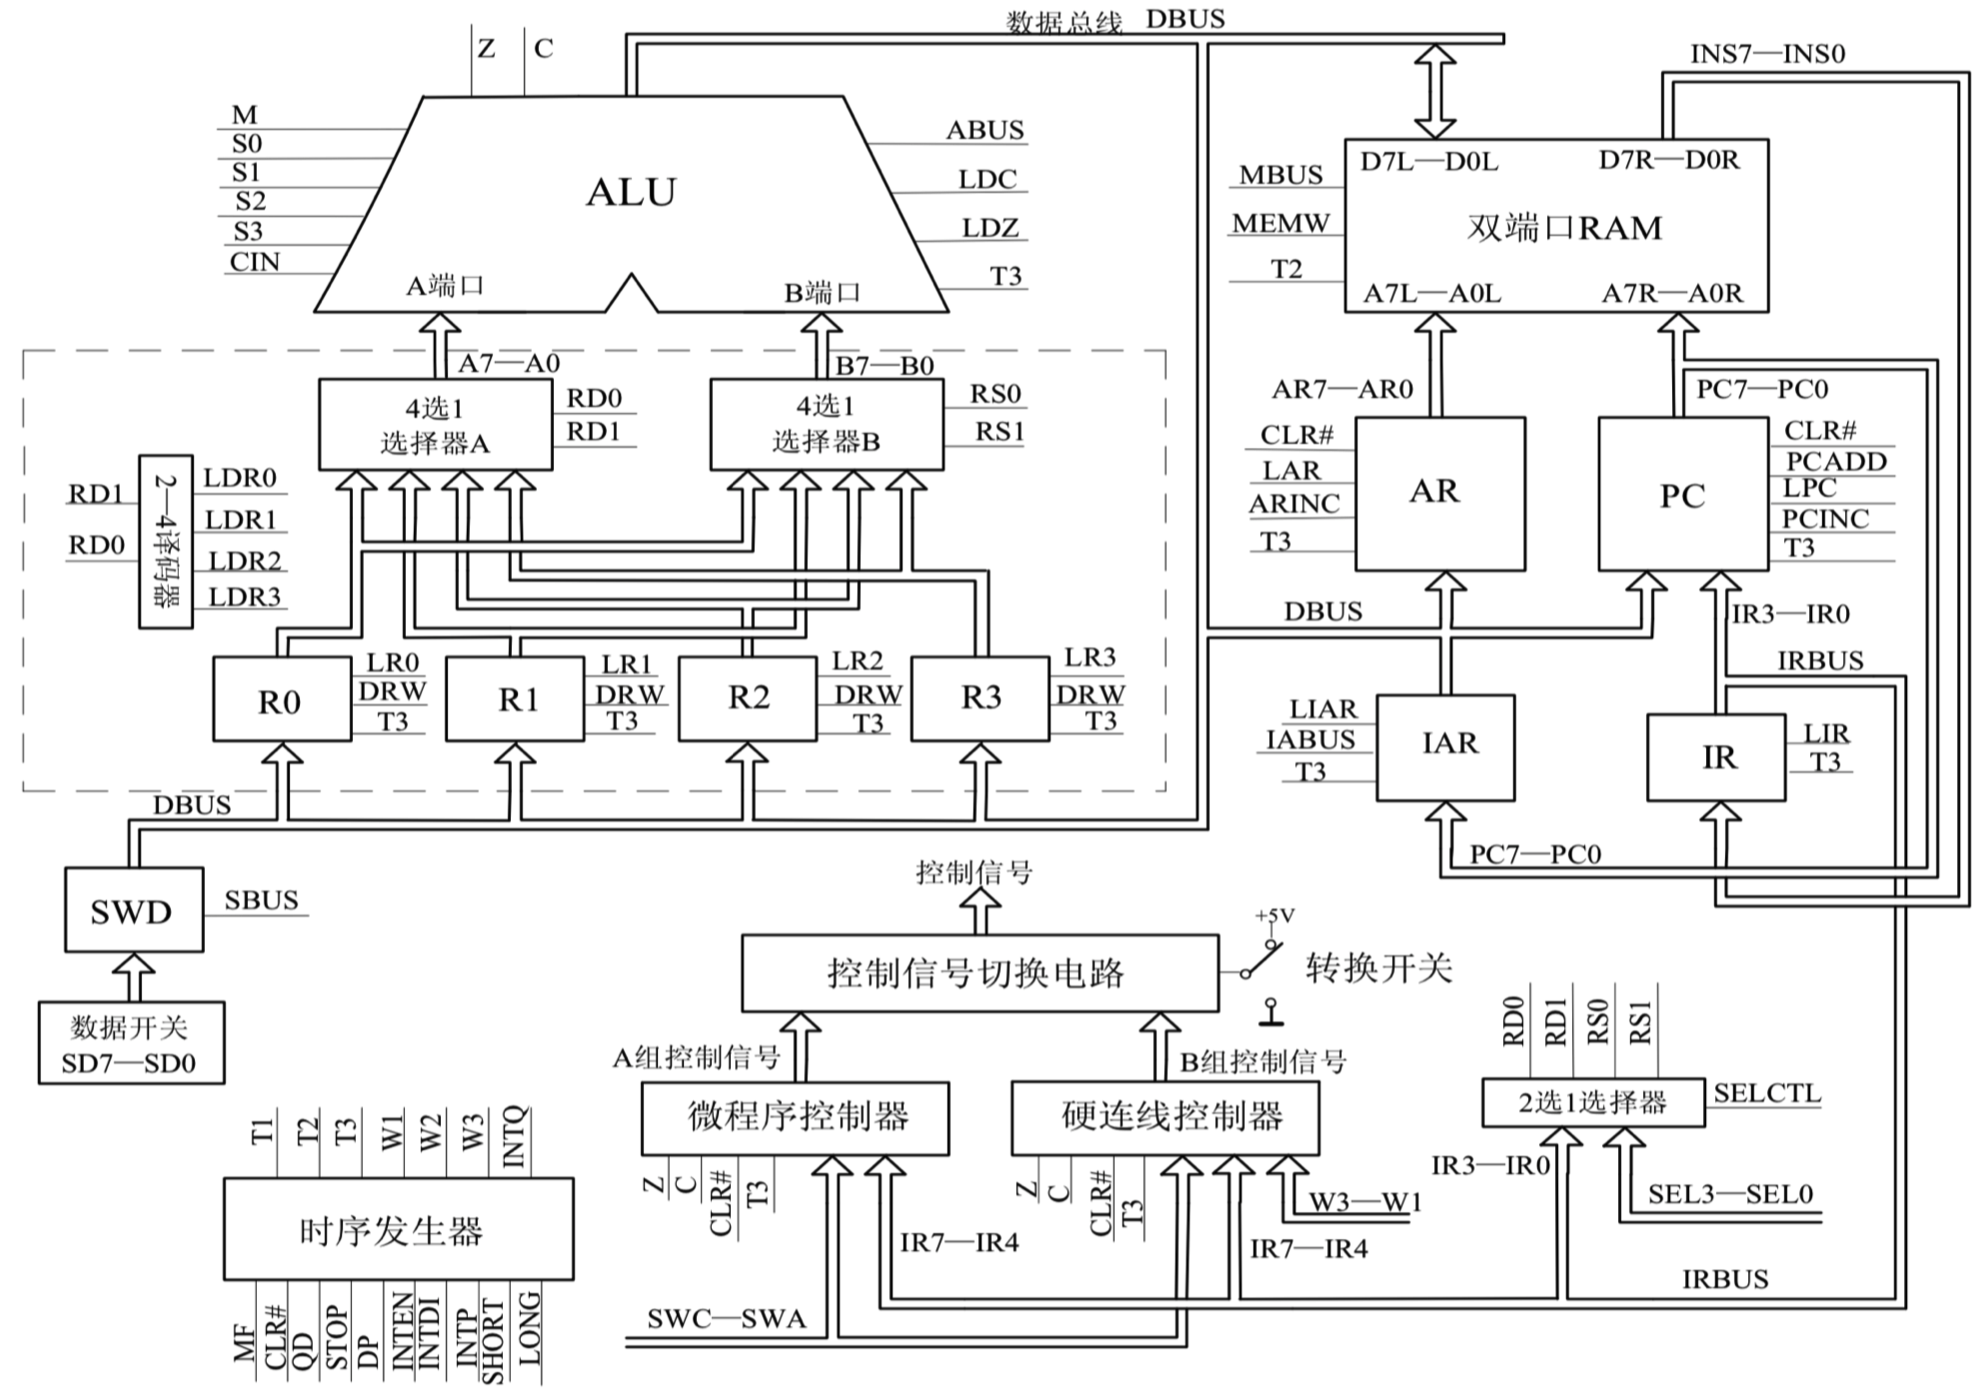 数据总线 DBUS
Z
C
INS7—INS0
M
S0
S1
S2
S3
CIN
ALU
A端口
B端口
ABUS
LDC
LDZ
T3
MBUS
MEMW
T2
D7L—D0L
D7R—D0R
双端口RAM
A7L—A0L
A7R—A0R
A7—A0
B7—B0
4选1
选择器A
RD0
RD1
4选1
选择器B
RS0
RS1
AR7—AR0
PC7—PC0
CLR#
LAR
ARINC
T3
AR
PC
CLR#
PCADD
LPC
PCINC
T3
RD1
RD0
2—4译码器
LDR0
LDR1
LDR2
LDR3
DBUS
IR3—IR0
IRBUS
R0
LR0
DRW
T3
R1
LR1
DRW
T3
R2
LR2
DRW
T3
R3
LR3
DRW
T3
LIAR
IABUS
T3
IAR
IR
LIR
T3
DBUS
PC7—PC0
SWD
SBUS
数据开关
SD7—SD0
控制信号
控制信号切换电路
+5V
转换开关
A组控制信号
B组控制信号
微程序控制器
硬连线控制器
Z
C
CLR#
T3
Z
C
CLR#
T3
IR7—IR4
W3—W1
IR7—IR4
RD0
RD1
RS0
RS1
2选1选择器
SELCTL
IR3—IR0
SEL3—SEL0
IRBUS
SWC—SWA
T1
T2
T3
W1
W2
W3
INTQ
时序发生器
MF
CLR#
QD
STOP
DP
INTEN
INTDI
INTP
SHORT
LONG